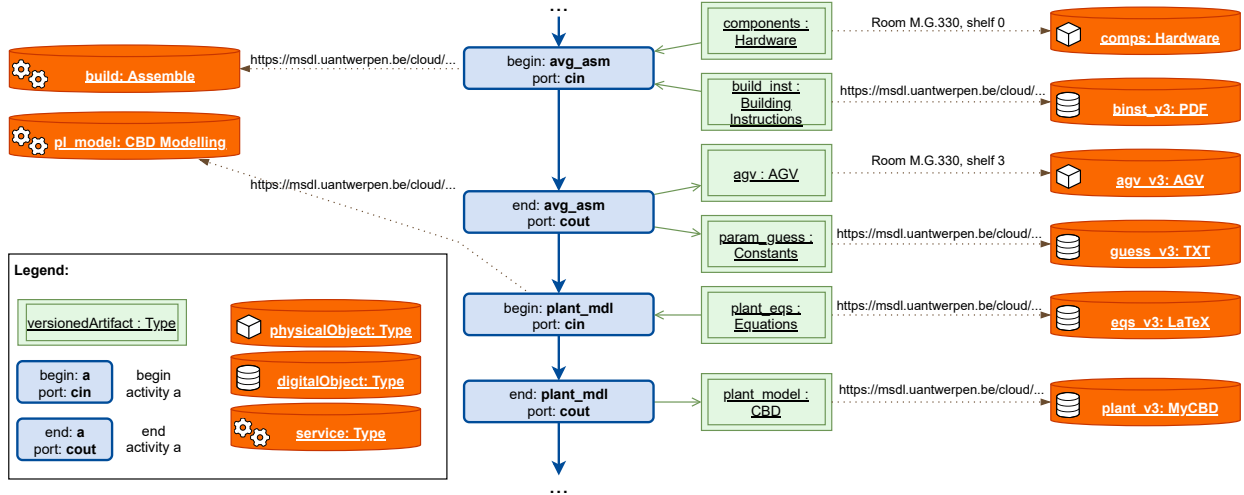 ...
components :
Hardware
Room M.G.330, shelf 0
comps: Hardware
build: Assemble
https://msdl.uantwerpen.be/cloud/...
begin: avg_asm
port: cin
build_inst :
Building
Instructions
https://msdl.uantwerpen.be/cloud/...
binst_v3: PDF
pl_model: CBD Modelling
https://msdl.uantwerpen.be/cloud/...
agv : AGV
Room M.G.330, shelf 3
agv_v3: AGV
end: avg_asm
port: cout
param_guess :
Constants
https://msdl.uantwerpen.be/cloud/...
guess_v3: TXT
begin: plant_mdl
port: cin
plant_eqs :
Equations
https://msdl.uantwerpen.be/cloud/...
eqs_v3: LaTeX
end: plant_mdl
port: cout
plant_model :
CBD
https://msdl.uantwerpen.be/cloud/...
plant_v3: MyCBD
...
Legend:
versionedArtifact : Type
physicalObject: Type
begin: a
port: cin
begin
activity a
digitalObject: Type
end: a
port: cout
end
activity a
service: Type